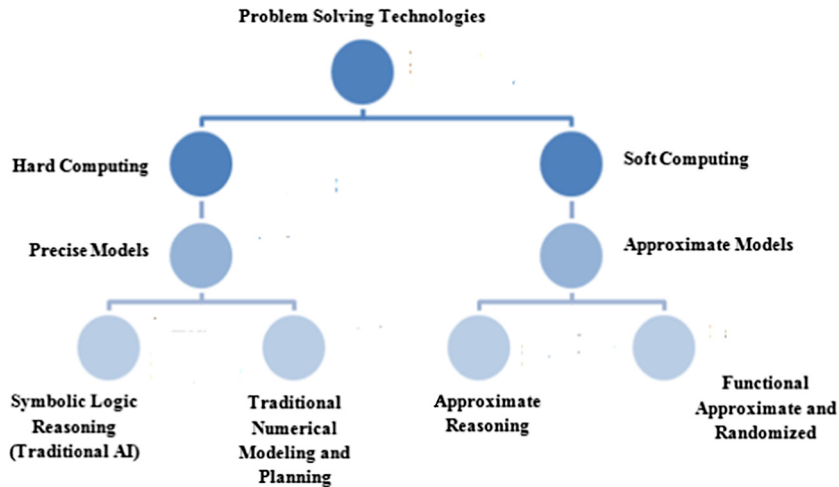 Problem Solving Technologies
Hard Computing
Soft Computing
Precise Models
Approximate Models
Symbolic Logic
Reasoning
(Traditional AI)
Traditional
Numerical
Modeling and
Planning
Approximate
Reasoning
Functional
Approximate and
Randomized